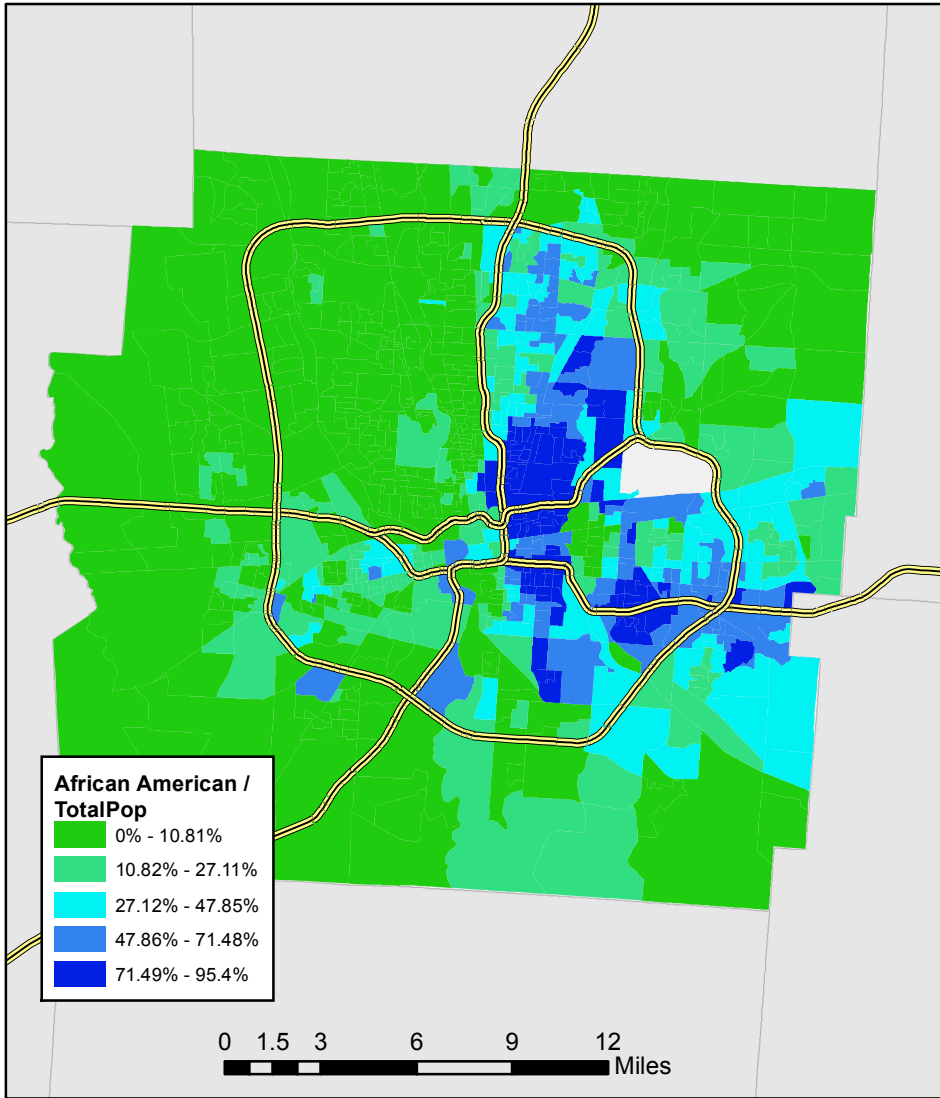 African American /
TotalPop
0% - 10.81%
10.82% - 27.11%
27.12% - 47.85%
47.86% - 71.48%
71.49% - 95.4%
0 1.5 3 6 9 12
Miles